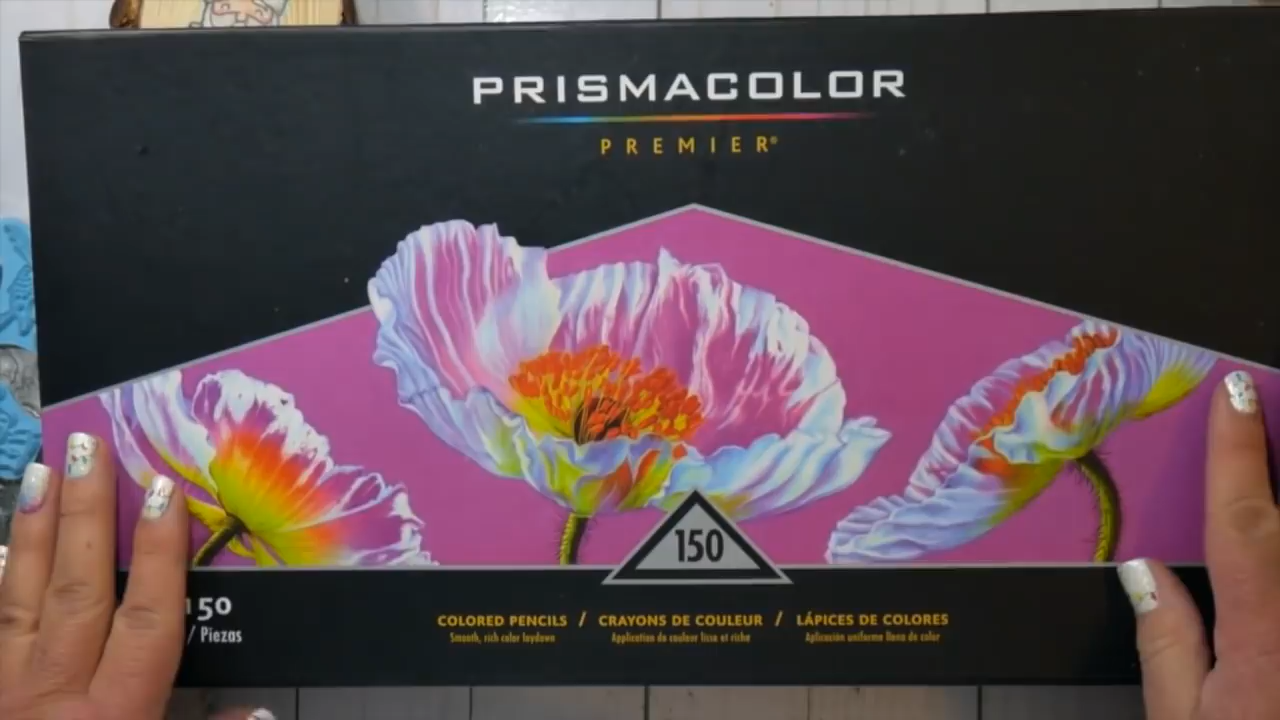 PRISMACOLOR
PREMIER®
150
150
/ Piezas
COLORED PENCILS / CRAYONS DE COULEUR / LÁPICES DE COLORES
Smooth, rich color laydown Application de couleur lisse et riche Aplicación uniforme llena de color